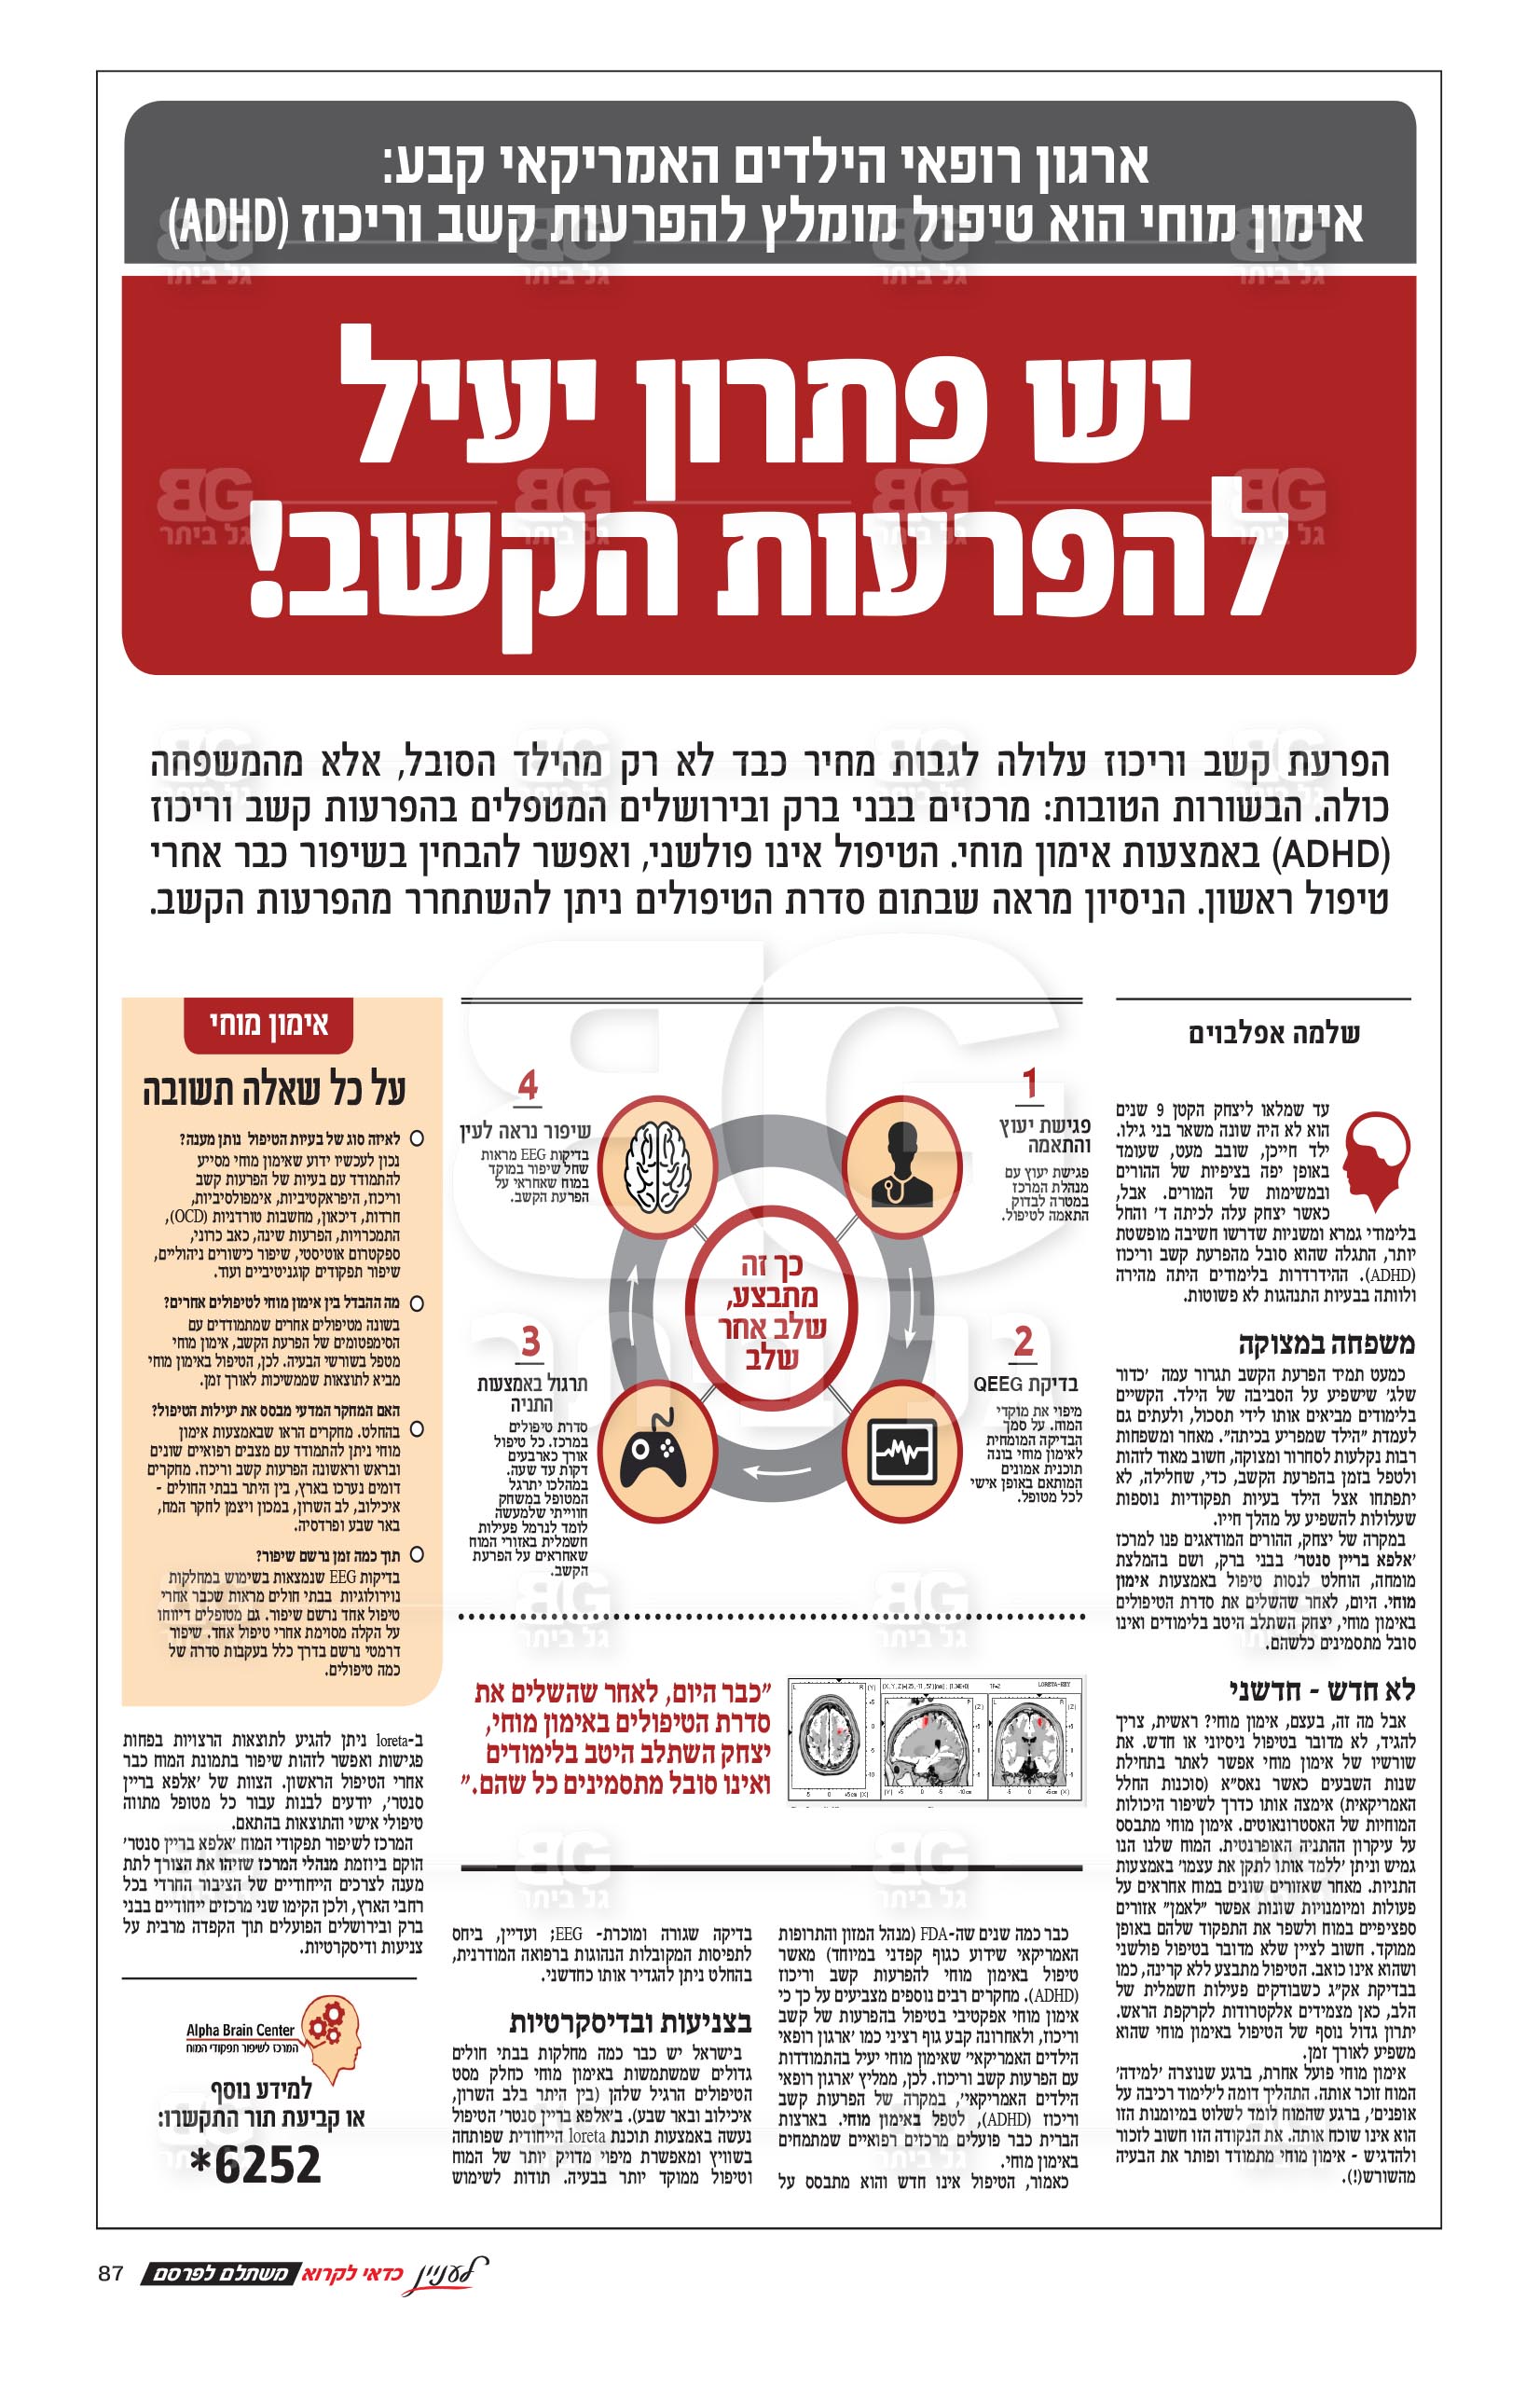 ארגון רופאי הילדים האמריקאי קבע:
אימון מוחי הוא טיפול מומלץ להפרעות קשב וריכוז (ADHD)
יש פתרון יעיל
להפרעות הקשב!
הפרעת קשב וריכוז עלולה לגבות מחיר כבד לא רק מהילד הסובל, אלא מהמשפחה
כולה. הבשורות הטובות: מרכזים בבני ברק ובירושלים המטפלים בהפרעות קשב וריכוז
(ADHD) באמצעות אימון מוחי. הטיפול אינו פולשני, ואפשר להבחין בשיפור כבר אחרי
טיפול ראשון. הניסיון מראה שבתום סדרת הטיפולים ניתן להשתחרר מהפרעות הקשב.
שלמה אפלבוים
עד שמלאו ליצחק הקטן 9 שנים
הוא לא היה שונה משאר בני גילו.
ילד חייכן, שובב מעט, שעומד
באופן יפה בציפיות של ההורים
ובמשימות של המורים. אבל,
כאשר יצחק עלה לכיתה ד' והחל
בלימודי גמרא ומשניות שדרשו חשיבה מופשטת
יותר, התגלה שהוא סובל מהפרעת קשב וריכוז
(ADHD). ההידרדרות בלימודים היתה מהירה
ולוותה בבעיות התנהגות לא פשוטות.
משפחה במצוקה
כמעט תמיד הפרעת הקשב תגרור עמה 'כדור
שלג' שישפיע על הסביבה של הילד. הקשיים
בלימודים מביאים אותו לידי תסכול, ולעתים גם
לעמדת "הילד שמפריע בכיתה". מאחר ומשפחות
רבות נקלעות לסחרור ומצוקה, חשוב מאוד לזהות
ולטפל בזמן בהפרעת הקשב, כדי, שחלילה, לא
יתפתחו אצל הילד בעיות תפקודיות נוספות
שעלולות להשפיע על מהלך חייו.
במקרה של יצחק, ההורים המודאגים פנו למרכז
'אלפא בריין סנטר' בבני ברק, ושם בהמלצת
מומחה, הוחלט לנסות טיפול באמצעות אימון
מוחי. היום, לאחר שהשלים את סדרת הטיפולים
באימון מוחי, יצחק השתלב היטב בלימודים ואינו
סובל מתסמינים כלשהם.
לא חדש - חדשני
אבל מה זה, בעצם, אימון מוחי? ראשית, צריך
להגיד, לא מדובר בטיפול ניסיוני או חדש. את
שורשיו של אימון מוחי אפשר לאתר בתחילת
שנות השבעים כאשר נאס"א (סוכנות החלל
האמריקאית) אימצה אותו כדרך לשיפור היכולות
המוחיות של האסטרונאוטים. אימון מוחי מתבסס
על עיקרון ההתניה האופרנטית. המוח שלנו הנו
גמיש וניתן 'ללמד אותו לתקן את עצמו' באמצעות
התניות. מאחר שאזורים שונים במוח אחראים על
פעולות ומיומנויות שונות אפשר "לאמן" אזורים
ספציפיים במוח ולשפר את התפקוד שלהם באופן
ממוקד. חשוב לציין שלא מדובר בטיפול פולשני
ושהוא אינו כואב. הטיפול מתבצע ללא קרינה, כמו
בבדיקת אק"ג כשבודקים פעילות חשמלית של
הלב, כאן מצמידים אלקטרודות לקרקפת הראש.
יתרון גדול נוסף של הטיפול באימון מוחי שהוא
משפיע לאורך זמן.
אימון מוחי פועל אחרת, ברגע שנוצרה 'למידה'
המוח זוכר אותה. התהליך דומה ל'לימוד רכיבה על
אופנים', ברגע שהמוח לומד לשלוט במיומנות הזו
הוא אינו שוכח אותה. את הנקודה הזו חשוב לזכור
ולהדגיש - אימון מוחי מתמודד ופותר את הבעיה
מהשורש(!).
כך זה
מתבצע,
שלב אחר
שלב
1
פגישת יעוץ
והתאמה
פגישת יעוץ עם
מנהלת המרכז
במטרה לבדוק
התאמה לטיפול.
2
בדיקת QEEG
מיפוי את מוקדי
המוח. על סמך
הבדיקה המומחית
לאימון מוחי בונה
תוכנית אמונים
המותאם באופן אישי
לכל מטופל.
3
תרגול באמצעות
התניה
סדרת טיפולים
במרכז. כל טיפול
אורך כארבעים
דקות עד שעה.
במהלכו יתרגל
המטופל במשחק
חווייתי שלמעשה
לומד לנרמל פעילות
חשמלית באזורי המוח
שאחראים על הפרעת
הקשב.
4
שיפור נראה לעין
בדיקות EEG מראות
שחל שיפור במוקד
במוח שאחראי על
הפרעת הקשב.
"כבר היום, לאחר שהשלים את
סדרת הטיפולים באימון מוחי,
יצחק השתלב היטב בלימודים
ואינו סובל מתסמינים כל שהם."
LORETA-KEY
כבר כמה שנים שה-FDA (מנהל המזון והתרופות
האמריקאי שידוע כגוף קפדני במיוחד) מאשר
טיפול באימון מוחי להפרעות קשב וריכוז
(ADHD). מחקרים רבים נוספים מצביעים על כך כי
אימון מוחי אפקטיבי בטיפול בהפרעות של קשב
וריכוז, ולאחרונה קבע גוף רציני כמו 'ארגון רופאי
הילדים האמריקאי' שאימון מוחי יעיל בהתמודדות
עם הפרעות קשב וריכוז. לכן, ממליץ 'ארגון רופאי
הילדים האמריקאי', במקרה של הפרעות קשב
וריכוז (ADHD), לטפל באימון מוחי. בארצות
הברית כבר פועלים מרכזים רפואיים שמתמחים
באימון מוחי.
כאמור, הטיפול אינו חדש והוא מתבסס על
בדיקה שגורה ומוכרת- EEG; ועדיין, ביחס
לתפיסות המקובלות הנהוגות ברפואה המודרנית,
בהחלט ניתן להגדיר אותו כחדשני.
בצניעות ובדיסקרטיות
בישראל יש כבר כמה מחלקות בבתי חולים
גדולים שמשתמשות באימון מוחי כחלק מסט
הטיפולים הרגיל שלהן (בין היתר בלב השרון,
איכילוב ובאר שבע). ב'אלפא בריין סנטר' הטיפול
נעשה באמצעות תוכנת loreta הייחודית שפותחה
בשוויץ ומאפשרת מיפוי מדויק יותר של המוח
וטיפול ממוקד יותר בבעיה. תודות לשימוש
אימון מוחי
על כל שאלה תשובה
לאיזה סוג של בעיות הטיפול נותן מענה?
נכון לעכשיו ידוע שאימון מוחי מסייע
להתמודד עם בעיות של הפרעות קשב
וריכוז, היפראקטיביות, אימפולסיביות,
חרדות, דיכאון, מחשבות טורדניות (OCD),
התמכרויות, הפרעות שינה, כאב כרוני,
ספקטרום אוטיסטי, שיפור כישורים ניהוליים,
שיפור תפקודים קוגניטיביים ועוד.
מה ההבדל בין אימון מוחי לטיפולים אחרים?
בשונה מטיפולים אחרים שמתמודדים עם
הסימפטומים של הפרעת הקשב, אימון מוחי
מטפל בשורשי הבעיה. לכן, הטיפול באימון מוחי
מביא לתוצאות שממשיכות לאורך זמן.
האם המחקר המדעי מבסס את יעילות הטיפול?
בהחלט. מחקרים הראו שבאמצעות אימון
מוחי ניתן להתמודד עם מצבים רפואיים שונים
ובראש וראשונה הפרעות קשב וריכוז. מחקרים
דומים נערכו בארץ, בין היתר בבתי החולים -
איכילוב, לב השרון, במכון ויצמן לחקר המח,
באר שבע ופרדסיה.
תוך כמה זמן נרשם שיפור?
בדיקות EEG שנמצאות בשימוש במחלקות
נוירולוגיות בבתי חולים מראות שכבר אחרי
טיפול אחד נרשם שיפור. גם מטופלים דיווחו
על הקלה מסוימת אחרי טיפול אחד. שיפור
דרמטי נרשם בדרך כלל בעקבות סדרה של
כמה טיפולים.
ב-loreta ניתן להגיע לתוצאות הרצויות בפחות
פגישות ואפשר לזהות שיפור בתמונת המוח כבר
אחרי הטיפול הראשון. הצוות של 'אלפא בריין
סנטר', יודעים לבנות עבור כל מטופל מתווה
טיפולי אישי והתוצאות בהתאם.
המרכז לשיפור תפקודי המוח 'אלפא בריין סנטר'
הוקם ביוזמת מנהלי המרכז שזיהו את הצורך לתת
מענה לצרכים הייחודיים של הציבור החרדי בכל
רחבי הארץ, ולכן הקימו שני מרכזים ייחודיים בבני
ברק ובירושלים הפועלים תוך הקפדה מרבית על
צניעות ודיסקרטיות.
Alpha Brain Center
המרכז לשיפור תפקודי המוח
למידע נוסף
או קביעת תור התקשרו:
*6252
לעניין כדאי לקרוא משתלם לפרסם 87
BG
גל ביתר